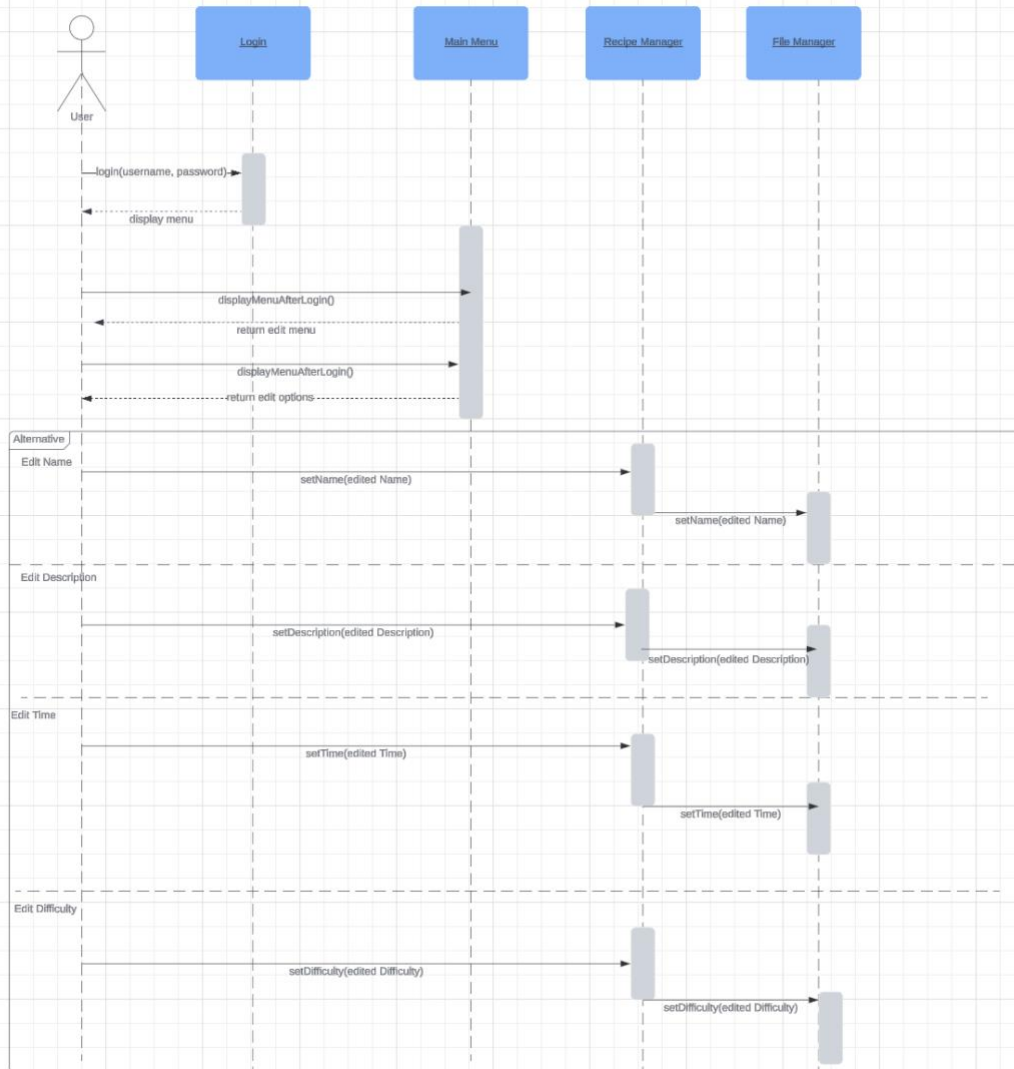 Login
Main Menu
Recipe Manager
File Manager
User
login(username, password)
display menu
displayMenuAfterLogin()
return edit menu
displayMenuAfterLogin()
return edit options
Alternative
Edit Name
setName(edited Name)
setName(edited Name)
Edit Description
setDescription(edited Description)
setDescription(edited Description)
Edit Time
setTime(edited Time)
setTime(edited Time)
Edit Difficulty
setDifficulty(edited Difficulty)
setDifficulty(edited Difficulty)